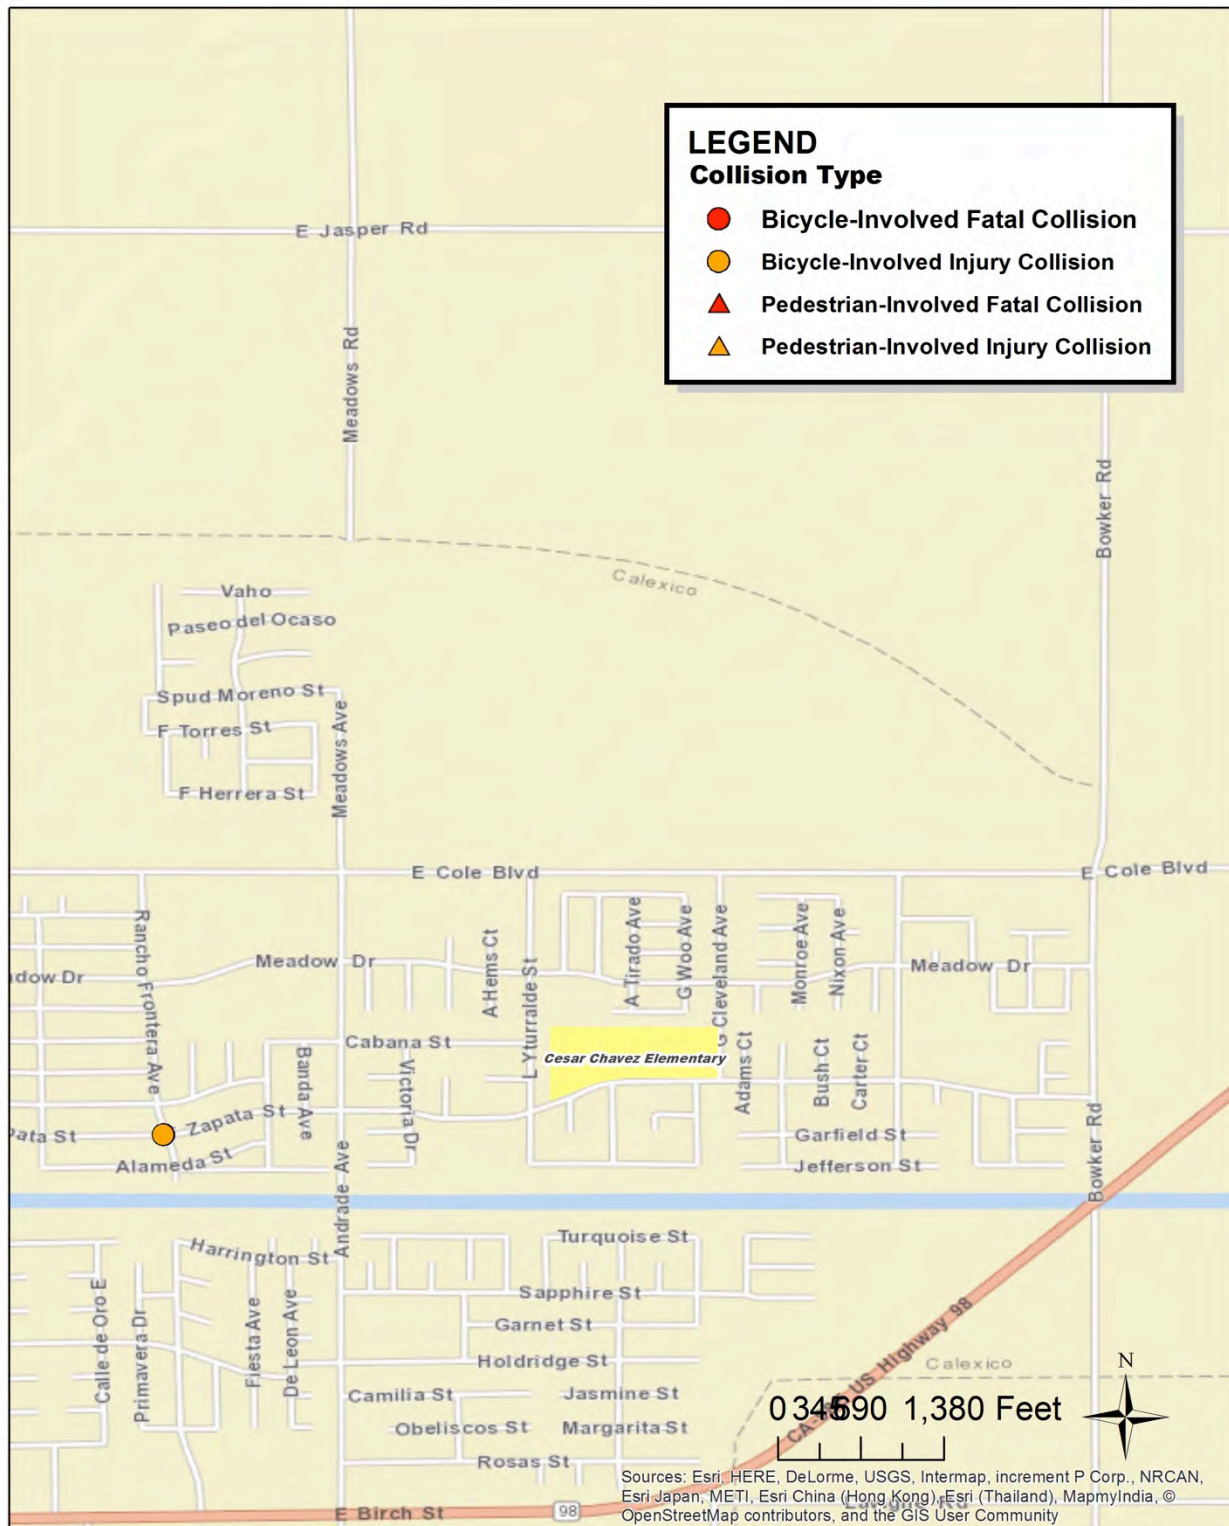 LEGEND
Collision Type
Bicycle-Involved Fatal Collision
Bicycle-Involved Injury Collision
Pedestrian-Involved Fatal Collision
Pedestrian-Involved Injury Collision
E Jasper Rd
Meadows Rd
Bowker Rd
Calexico
Vaho
Paseo del Ocaso
Spud Moreno St
F Torres St
Meadows Ave
F Herrera St
E Cole Blvd
E Cole Blvd
Rancho Frontera Ave
A Hems Ct
A Tirado Ave
G Woo Ave
G Cleveland Ave
Monroe Ave
Nixon Ave
Meadow Dr
Meadow Dr
dow Dr
L Yturralde St
Cabana St
Cesar Chavez Elementary
Banda Ave
Victoria Dr
Adams Ct
Bush Ct
Carter Ct
Zapata St
pata St
Garfield St
Alameda St
Jefferson St
Bowker Rd
Andrade Ave
Harrington St
Turquoise St
Calle de Oro E
Primavera Dr
Fiesta Ave
De Leon Ave
Sapphire St
Garnet St
Holdridge St
Camilia St
Jasmine St
Obeliscos St
Margarita St
Rosas St
US Highway 98
Calexico
N
0 345 690 1,380 Feet
E Birch St
98
Sources: Esri, HERE, DeLorme, USGS, Intermap, increment P Corp., NRCAN,
Esri Japan, METI, Esri China (Hong Kong), Esri (Thailand), MapmyIndia, ©
OpenStreetMap contributors, and the GIS User Community